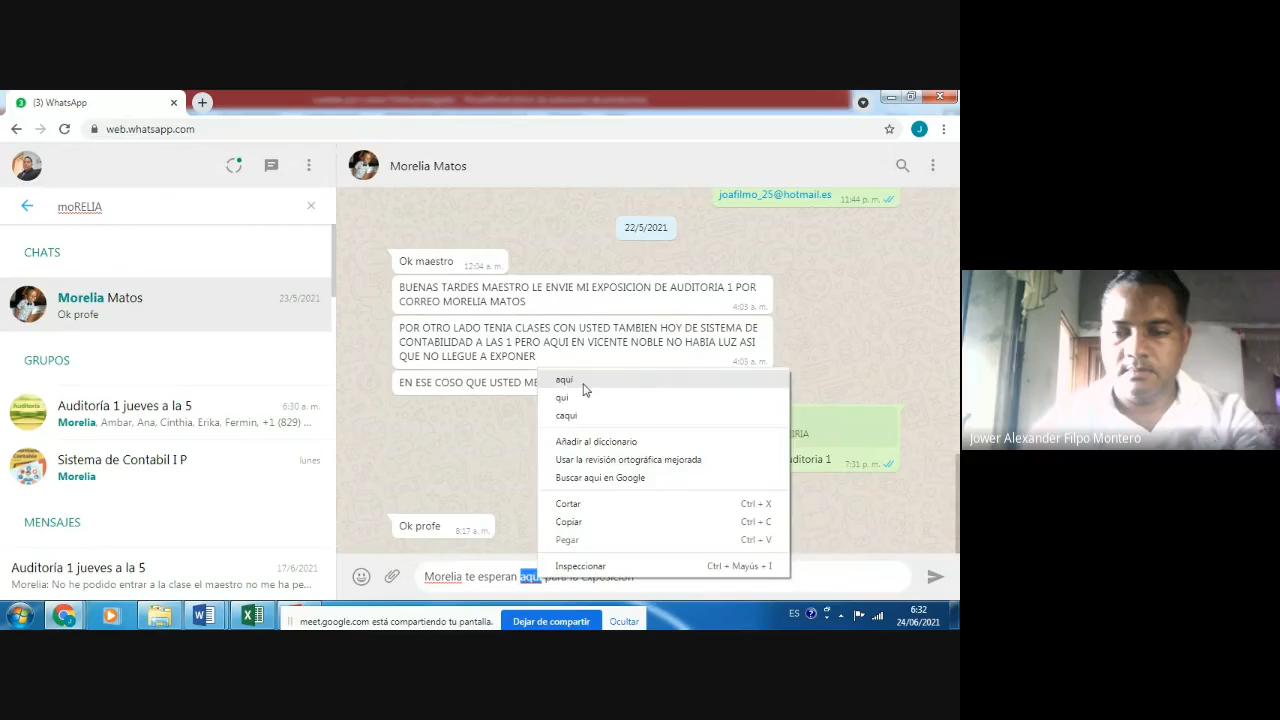 (3) WhatsApp
web.whatsapp.com
J
moRELIA
Morelia Matos
CHATS
Morelia Matos
23/5/2021
Ok profe
GRUPOS
Auditoría 1 jueves a la 5
6:30 a. m.
Morelia, Ambar, Ana, Cinthia, Erika, Fermin, +1 (829) ...
Sistema de Contabil I P
lunes
Morelia
MENSAJES
Auditoría 1 jueves a la 5
17/6/2021
Morelia: No he podido entrar a la clase el maestro no me ha pe...
joafilmo_25@hotmail.es
11:44 p. m.
22/5/2021
Ok maestro
12:04 a. m.
BUENAS TARDES MAESTRO LE ENVIE MI EXPOSICION DE AUDITORIA 1 POR
CORREO MORELIA MATOS
4:03 a. m.
POR OTRO LADO TENIA CLASES CON USTED TAMBIEN HOY DE SISTEMA DE
CONTABILIDAD A LAS 1 PERO AQUI EN VICENTE NOBLE NO HABIA LUZ ASI
QUE NO LLEGUE A EXPONER
4:05 a. m.
EN ESE COSO QUE USTED ME
aquí
qui
caqui
Añadir al diccionario
Usar la revisión ortográfica mejorada
Buscar aqui en Google
Cortar Ctrl + X
Copiar Ctrl + C
Pegar Ctrl + V
Inspeccionar Ctrl + Mayús + I
IRIA
uditoria 1
7:31 p. m.
Ok profe
8:17 a. m.
Morelia te esperan aqui para la exposicion
meet.google.com está compartiendo tu pantalla.
Dejar de compartir
Ocultar
ES
6:32
24/06/2021
Jower Alexander Filpo Montero